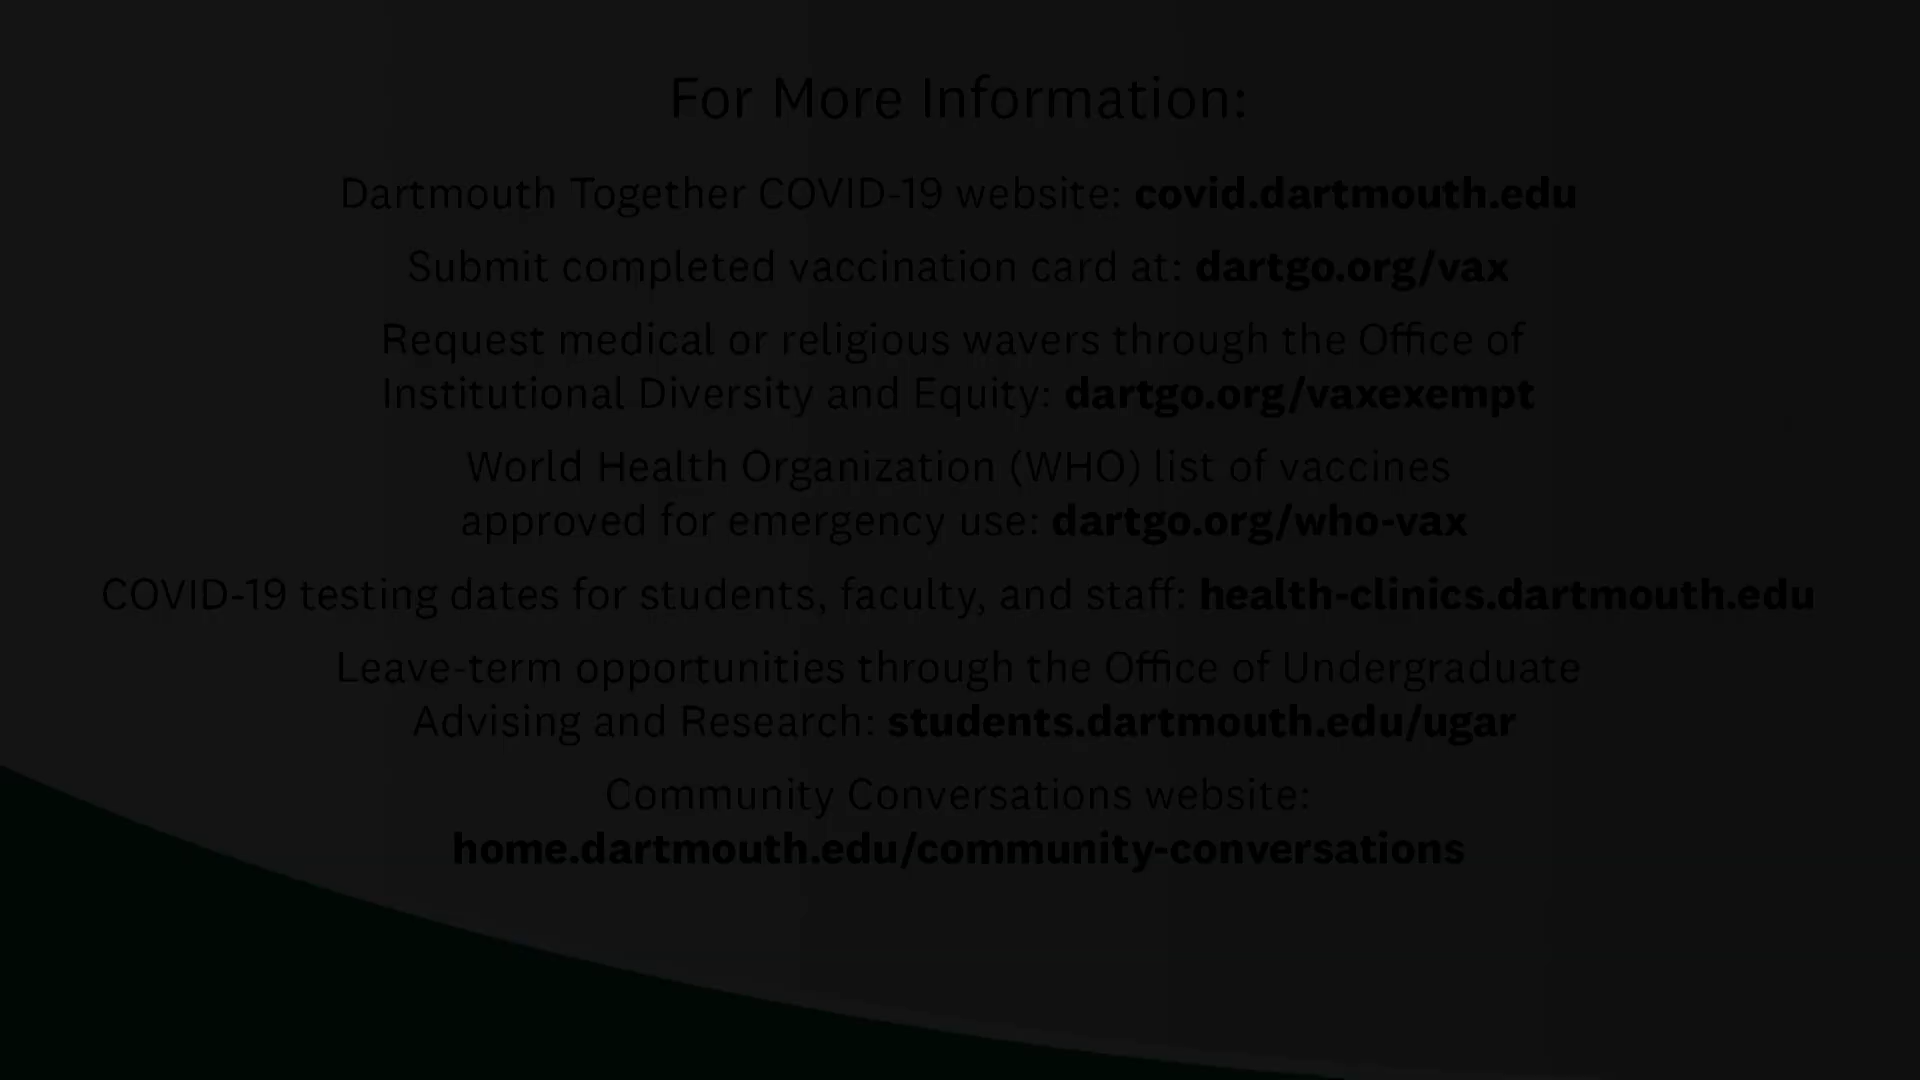 For More Information:
Dartmouth Together COVID-19 website: covid.dartmouth.edu
Submit completed vaccination card at: dartgo.org/vax
Request medical or religious wavers through the Office of
Institutional Diversity and Equity: dartgo.org/vaxexempt
World Health Organization (WHO) list of vaccines
approved for emergency use: dartgo.org/who-vax
COVID-19 testing dates for students, faculty, and staff: health-clinics.dartmouth.edu
Leave-term opportunities through the Office of Undergraduate
Advising and Research: students.dartmouth.edu/ugar
Community Conversations website:
home.dartmouth.edu/community-conversations